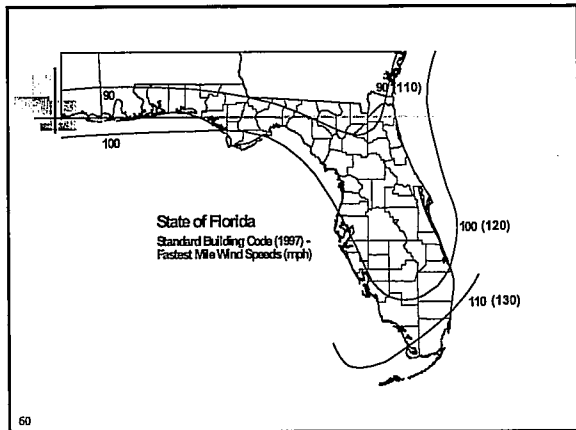 90 (110)
90
100
State of Florida
Standard Building Code (1997) -
Fastest Mile Wind Speeds (mph)
100 (120)
110 (130)
60